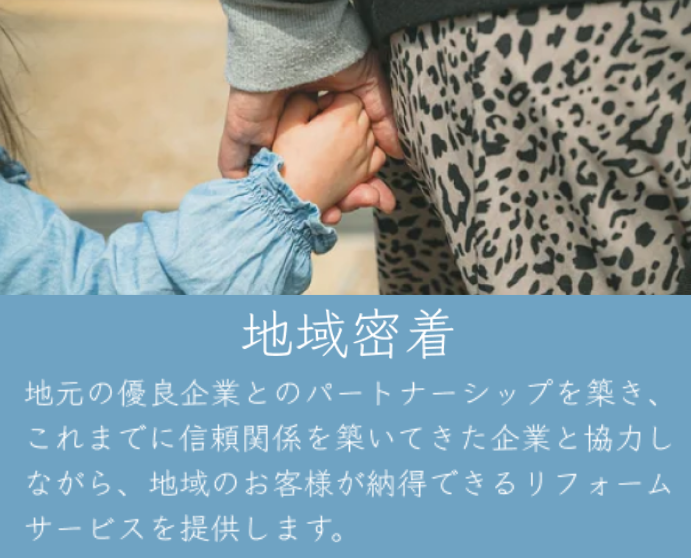 地域密着
地元の優良企業とのパートナーシップを築き、
これまでに信頼関係を築いてきた企業と協力し
ながら、地域のお客様が納得できるリフォーム
サービスを提供します。